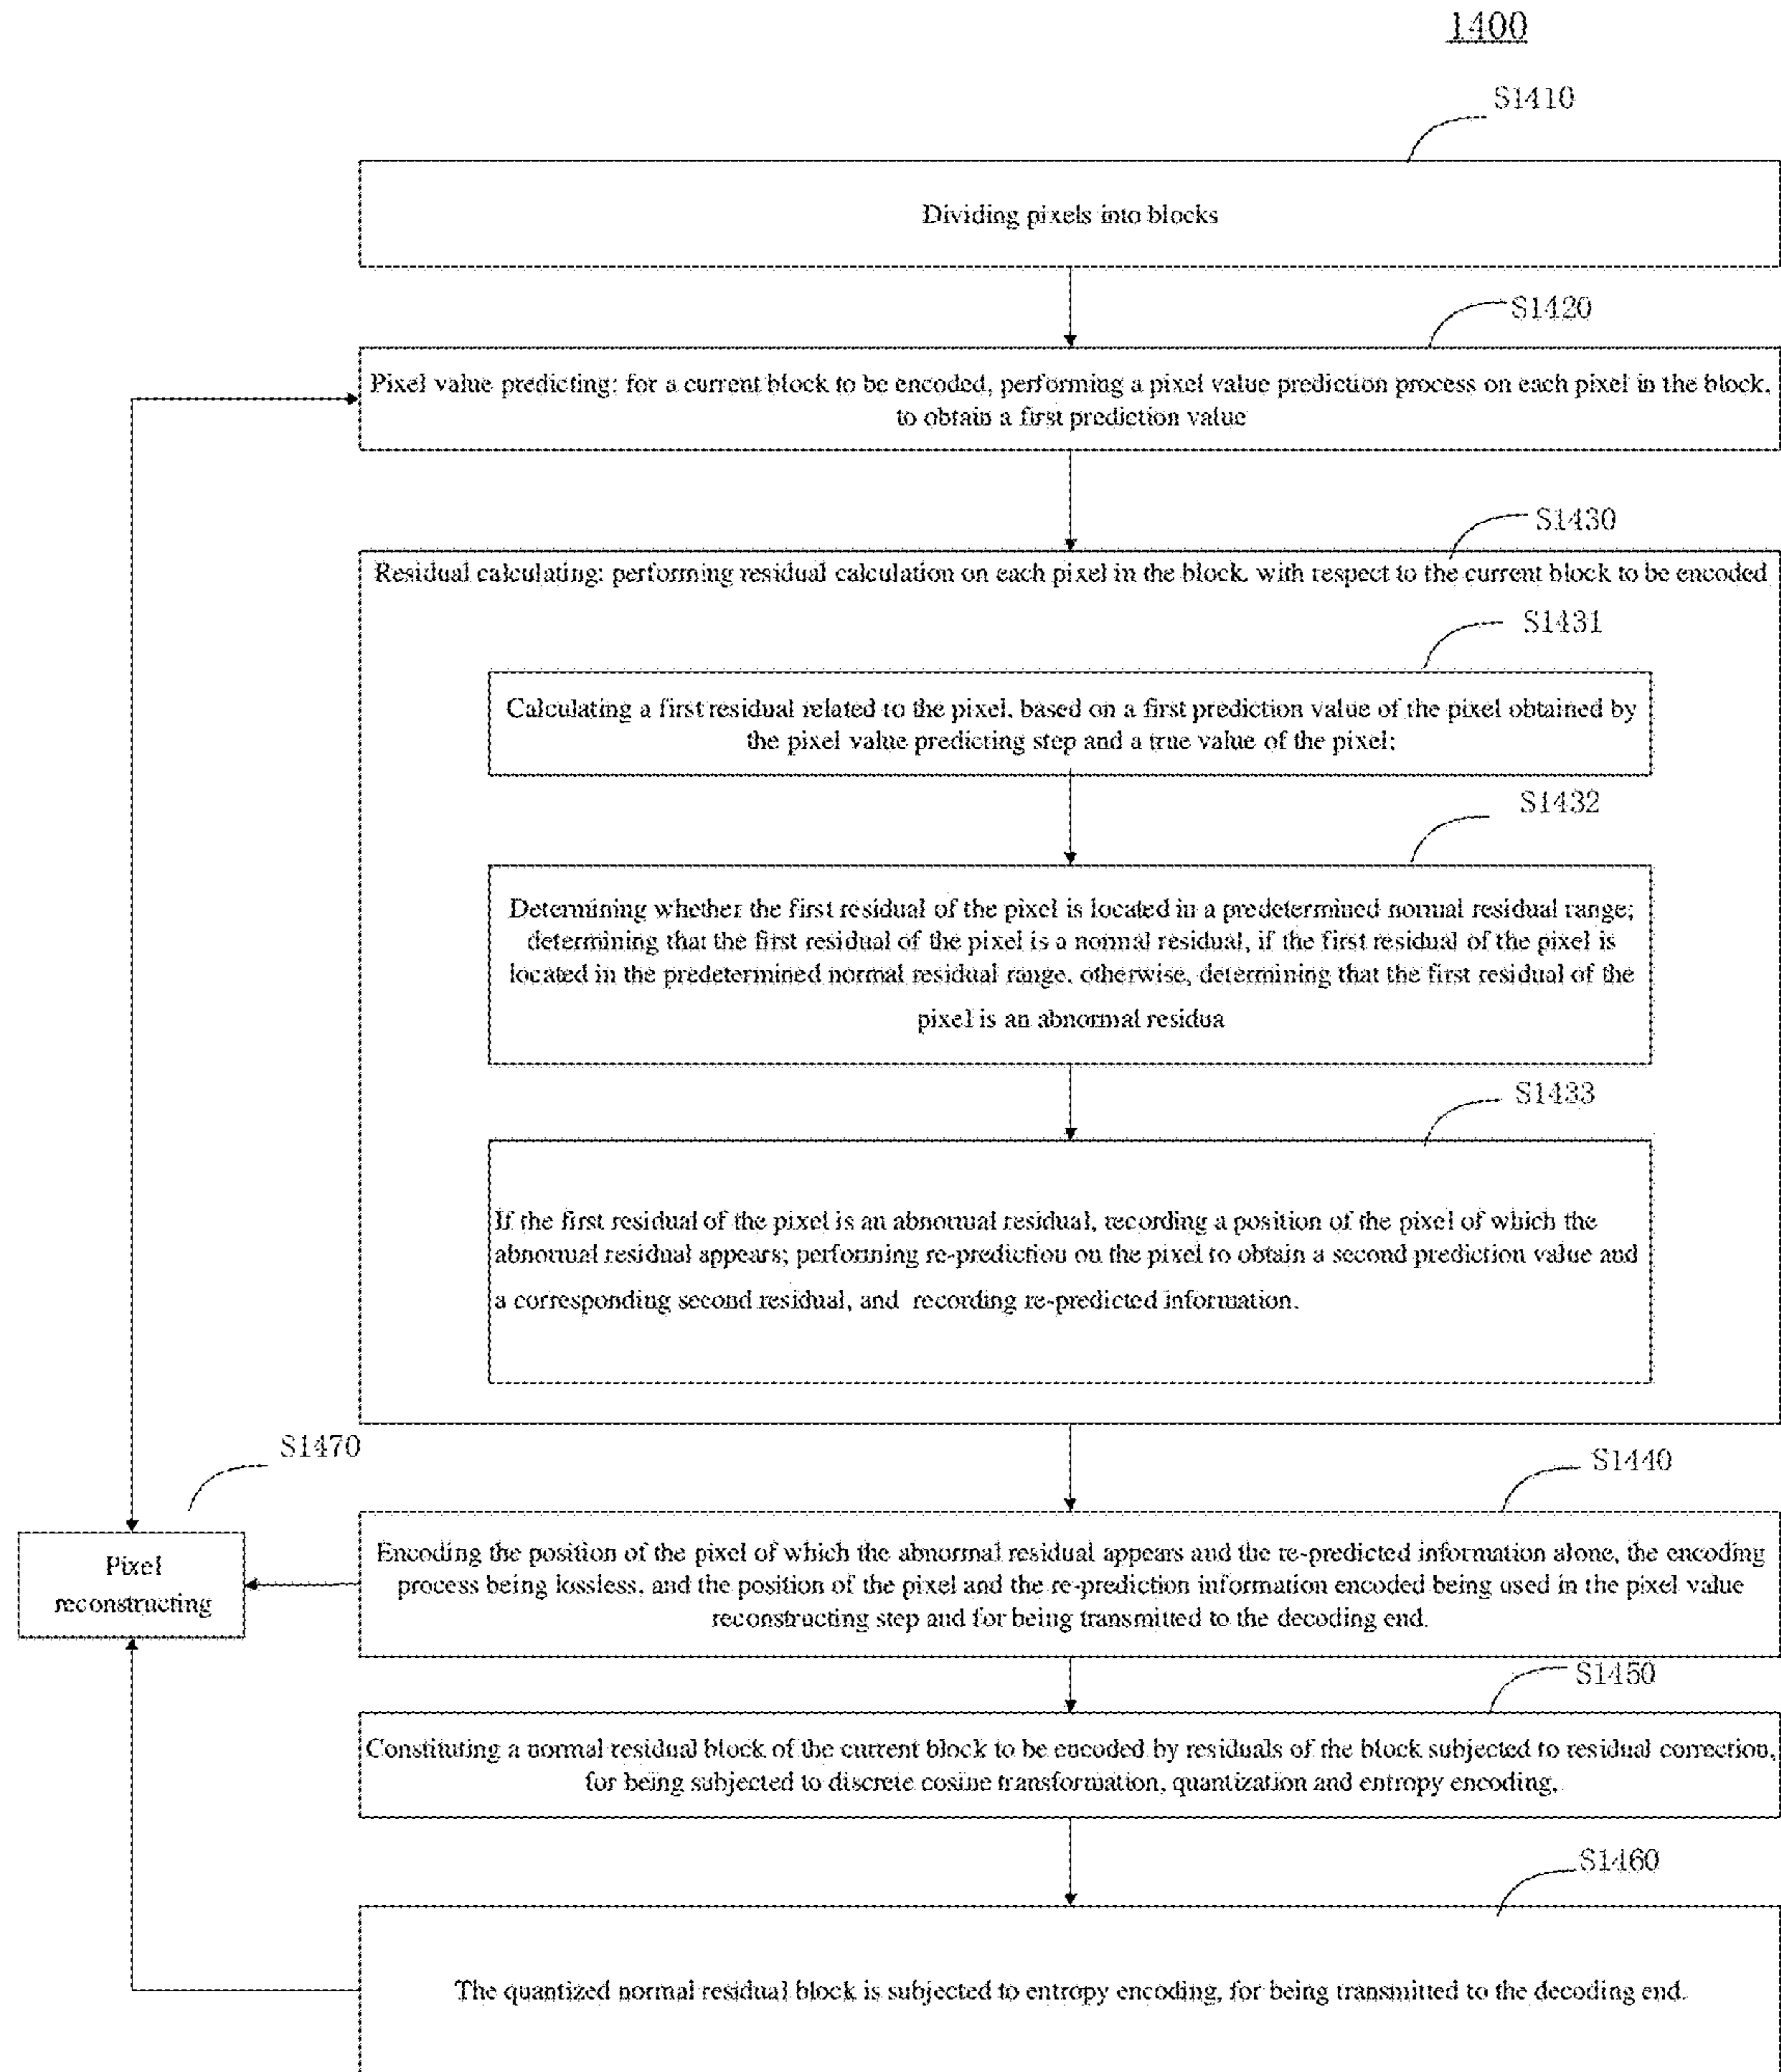 1400
S1410
Dividing pixels into blocks
S1420
Pixel value predicting: for a current block to be encoded, performing a pixel value prediction process on each pixel in the block,
to obtain a first prediction value
S1430
Residual calculating: performing residual calculation on each pixel in the block, with respect to the current block to be encoded
S1431
Calculating a first residual related to the pixel, based on a first prediction value of the pixel obtained by
the pixel value predicting step and a true value of the pixel;
S1432
Determining whether the first residual of the pixel is located in a predetermined normal residual range;
determining that the first residual of the pixel is a normal residual, if the first residual of the pixel is
located in the predetermined normal residual range, otherwise, determining that the first residual of the
pixel is an abnormal residua
S1433
If the first residual of the pixel is an abnormal residual, recording a position of the pixel of which the
abnormal residual appears; performing re-prediction on the pixel to obtain a second prediction value and
a corresponding second residual, and recording re-predicted information.
S1470
Pixel
reconstructing
S1440
Encoding the position of the pixel of which the abnormal residual appears and the re-predicted information alone, the encoding
process being lossless, and the position of the pixel and the re-prediction information encoded being used in the pixel value
reconstructing step and for being transmitted to the decoding end.
S1450
Constituting a normal residual block of the current block to be encoded by residuals of the block subjected to residual correction,
for being subjected to discrete cosine transformation, quantization and entropy encoding,
S1460
The quantized normal residual block is subjected to entropy encoding, for being transmitted to the decoding end.